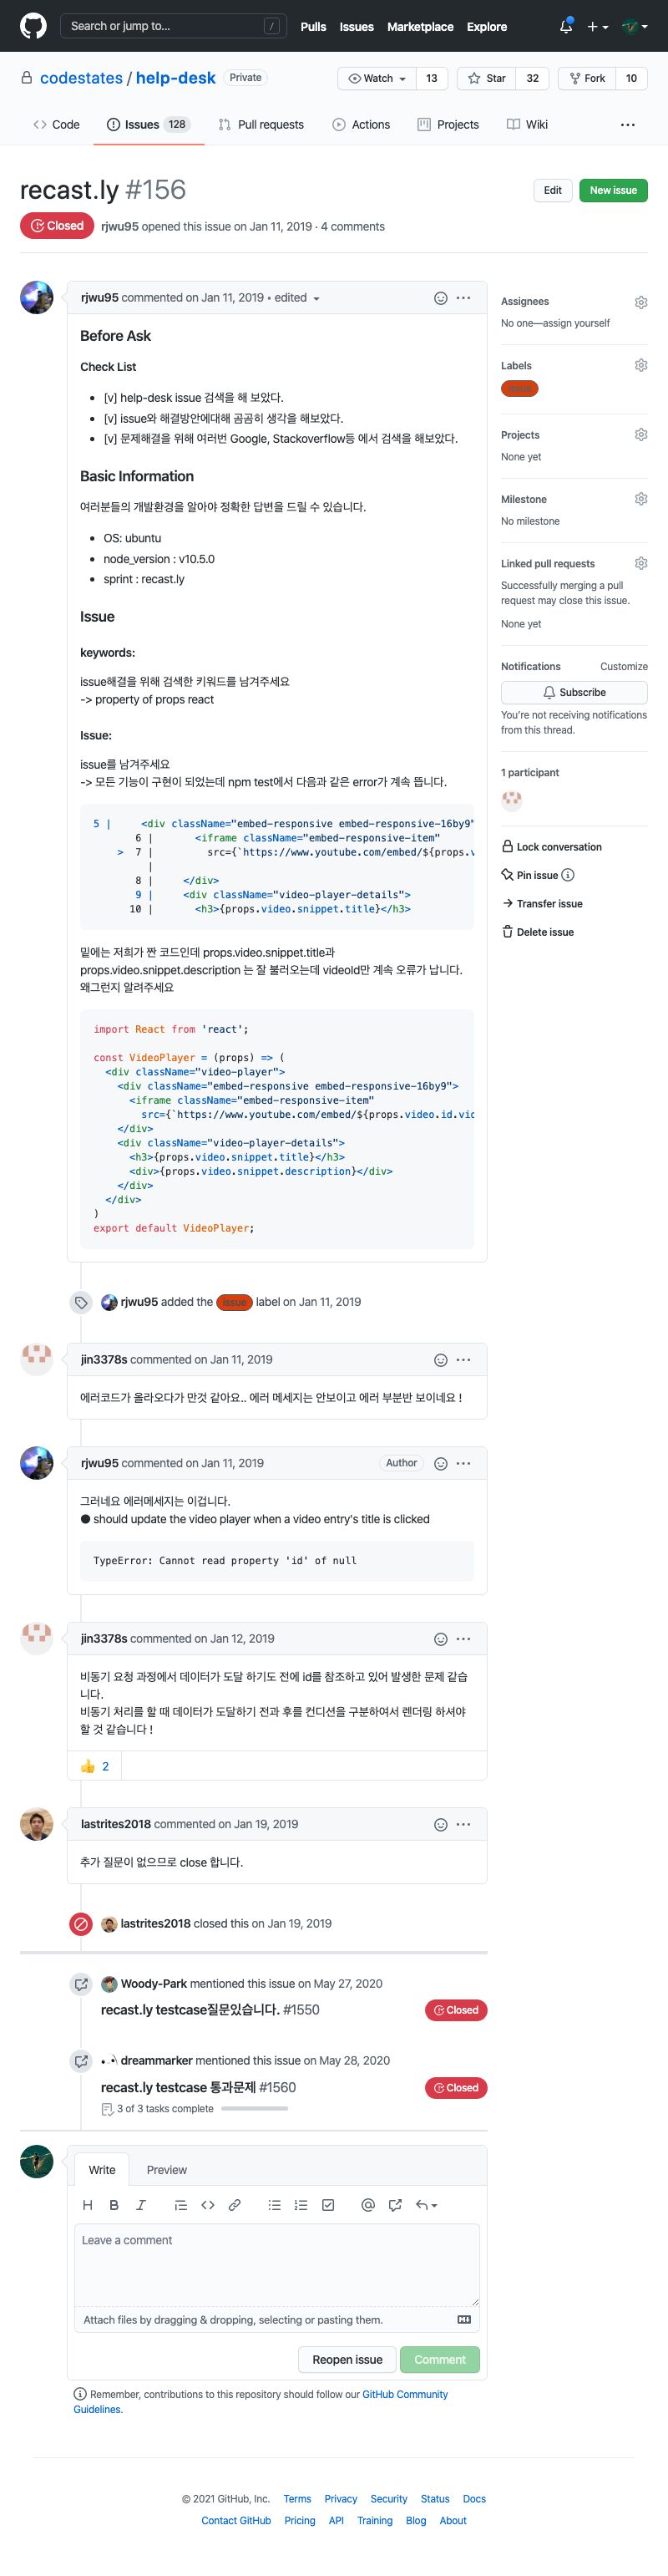 Search or jump to... /
Pulls Issues Marketplace Explore
codestates / help-desk Private
Watch 13 Star 32 Fork 10
Code Issues 128 Pull requests Actions Projects Wiki ...
recast.ly #156
Edit New issue
Closed rjwu95 opened this issue on Jan 11, 2019 · 4 comments
rjwu95 commented on Jan 11, 2019 • edited
Before Ask
Check List
• [v] help-desk issue 검색을 해 보았다.
• [v] issue와 해결방안에대해 곰곰히 생각을 해보았다.
• [v] 문제해결을 위해 여러번 Google, Stackoverflow등 에서 검색을 해보았다.
Basic Information
여러분들의 개발환경을 알아야 정확한 답변을 드릴 수 있습니다.
• OS: ubuntu
• node_version : v10.5.0
• sprint : recast.ly
Issue
keywords:
issue해결을 위해 검색한 키워드를 남겨주세요
-> property of props react
Issue:
issue를 남겨주세요
-> 모든 기능이 구현이 되었는데 npm test에서 다음과 같은 error가 계속 뜹니다.
5 | <div className="embed-responsive embed-responsive-16by9"
6 | <iframe className="embed-responsive-item"
> 7 | src={`https://www.youtube.com/embed/${props.v
|
8 | </div>
9 | <div className="video-player-details">
10 | <h3>{props.video.snippet.title}</h3>
밑에는 저희가 짠 코드인데 props.video.snippet.title과
props.video.snippet.description 는 잘 불러오는데 videoId만 계속 오류가 납니다.
왜그런지 알려주세요
import React from 'react';
const VideoPlayer = (props) => (
<div className="video-player">
<div className="embed-responsive embed-responsive-16by9">
<iframe className="embed-responsive-item"
src={`https://www.youtube.com/embed/${props.video.id.vid
</div>
<div className="video-player-details">
<h3>{props.video.snippet.title}</h3>
<div>{props.video.snippet.description}</div>
</div>
</div>
)
export default VideoPlayer;
Assignees
No one—assign yourself
Labels
issue
Projects
None yet
Milestone
No milestone
Linked pull requests
Successfully merging a pull
request may close this issue.
None yet
Notifications Customize
Subscribe
You're not receiving notifications
from this thread.
1 participant
Lock conversation
Pin issue
Transfer issue
Delete issue
rjwu95 added the issue label on Jan 11, 2019
jin3378s commented on Jan 11, 2019
에러코드가 올라오다가 만것 같아요.. 에러 메세지는 안보이고 에러 부분반 보이네요 !
rjwu95 commented on Jan 11, 2019 Author
그러네요 에러메세지는 이겁니다.
● should update the video player when a video entry's title is clicked
TypeError: Cannot read property 'id' of null
jin3378s commented on Jan 12, 2019
비동기 요청 과정에서 데이터가 도달 하기도 전에 id를 참조하고 있어 발생한 문제 같습
니다.
비동기 처리를 할 때 데이터가 도달하기 전과 후를 컨디션을 구분하여서 렌더링 하셔야
할 것 같습니다 !
👍 2
lastrites2018 commented on Jan 19, 2019
추가 질문이 없으므로 close 합니다.
lastrites2018 closed this on Jan 19, 2019
Woody-Park mentioned this issue on May 27, 2020
recast.ly testcase질문있습니다. #1550 Closed
dreammarker mentioned this issue on May 28, 2020
recast.ly testcase 통과문제 #1560 Closed
3 of 3 tasks complete
Write Preview
Leave a comment
Attach files by dragging & dropping, selecting or pasting them.
Reopen issue Comment
Remember, contributions to this repository should follow our GitHub Community
Guidelines.
© 2021 GitHub, Inc. Terms Privacy Security Status Docs
Contact GitHub Pricing API Training Blog About